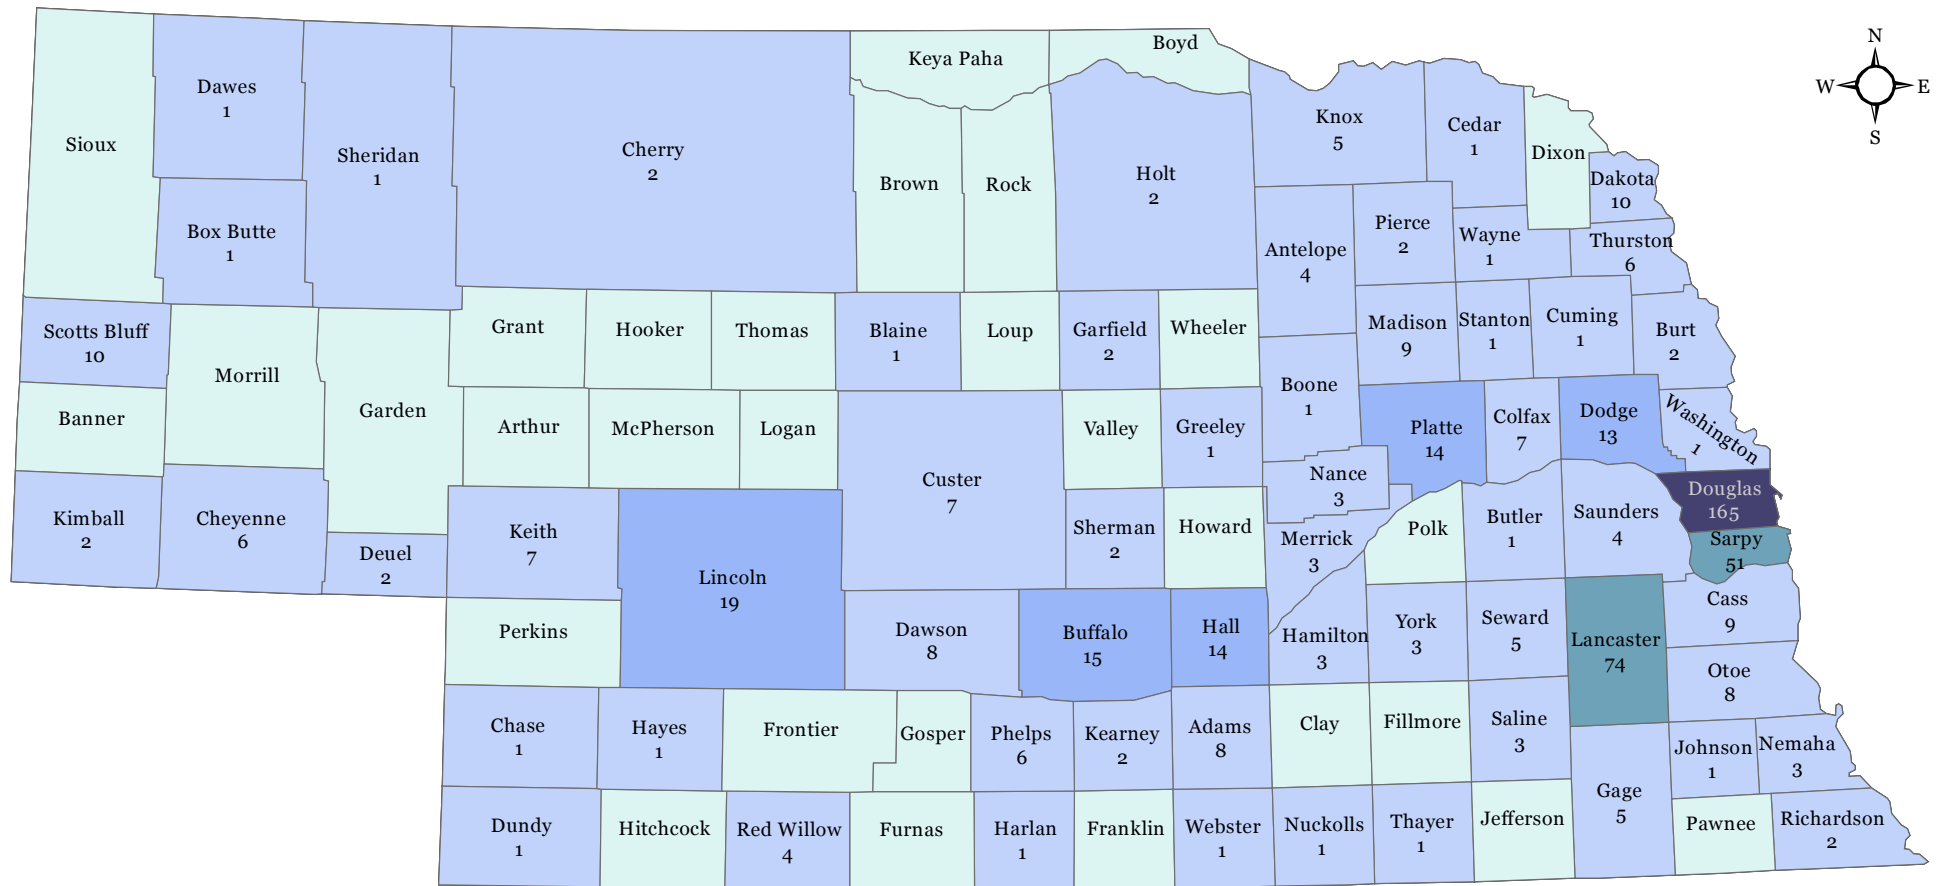 N
W E
S
Sioux
Dawes
1
Sheridan
1
Cherry
2
Keya Paha
Boyd
Box Butte
1
Brown
Rock
Holt
2
Knox
5
Cedar
1
Dixon
Dakota
10
Antelope
4
Pierce
2
Wayne
1
Thurston
6
Scotts Bluff
10
Morrill
Garden
Grant
Hooker
Thomas
Blaine
1
Loup
Garfield
2
Wheeler
Madison
9
Stanton
1
Cuming
1
Burt
2
Banner
Arthur
McPherson
Logan
Custer
7
Valley
Greeley
1
Boone
1
Platte
14
Colfax
7
Dodge
13
Washington
1
Nance
3
Douglas
165
Kimball
2
Cheyenne
6
Deuel
2
Keith
7
Lincoln
19
Sherman
2
Howard
Merrick
3
Polk
Butler
1
Saunders
4
Sarpy
51
Perkins
Dawson
8
Buffalo
15
Hall
14
Hamilton
3
York
3
Seward
5
Lancaster
74
Cass
9
Otoe
8
Chase
1
Hayes
1
Frontier
Gosper
Phelps
6
Kearney
2
Adams
8
Clay
Fillmore
Saline
3
Johnson
1
Nemaha
3
Dundy
1
Hitchcock
Red Willow
4
Furnas
Harlan
1
Franklin
Webster
1
Nuckolls
1
Thayer
1
Jefferson
Gage
5
Pawnee
Richardson
2